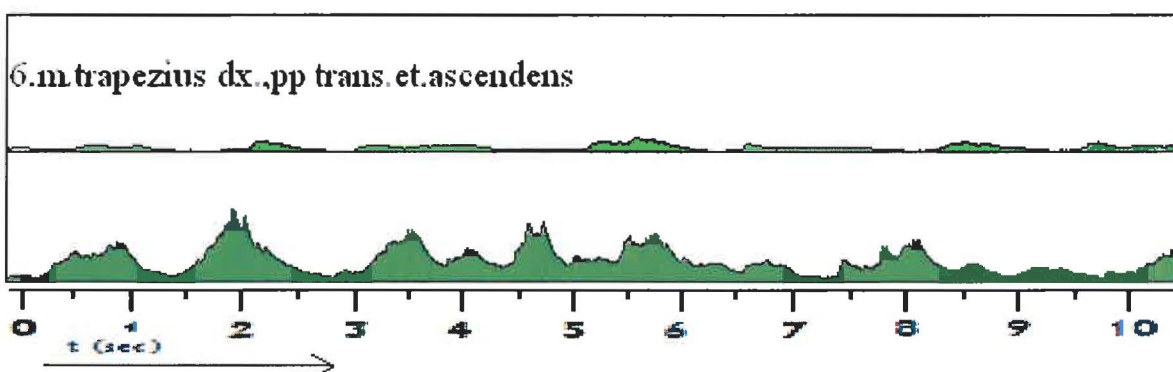 6.m.trapezius dx.,pp trans.et.ascendens
0 1 2 3 4 5 6 7 8 9 10
t (sec)